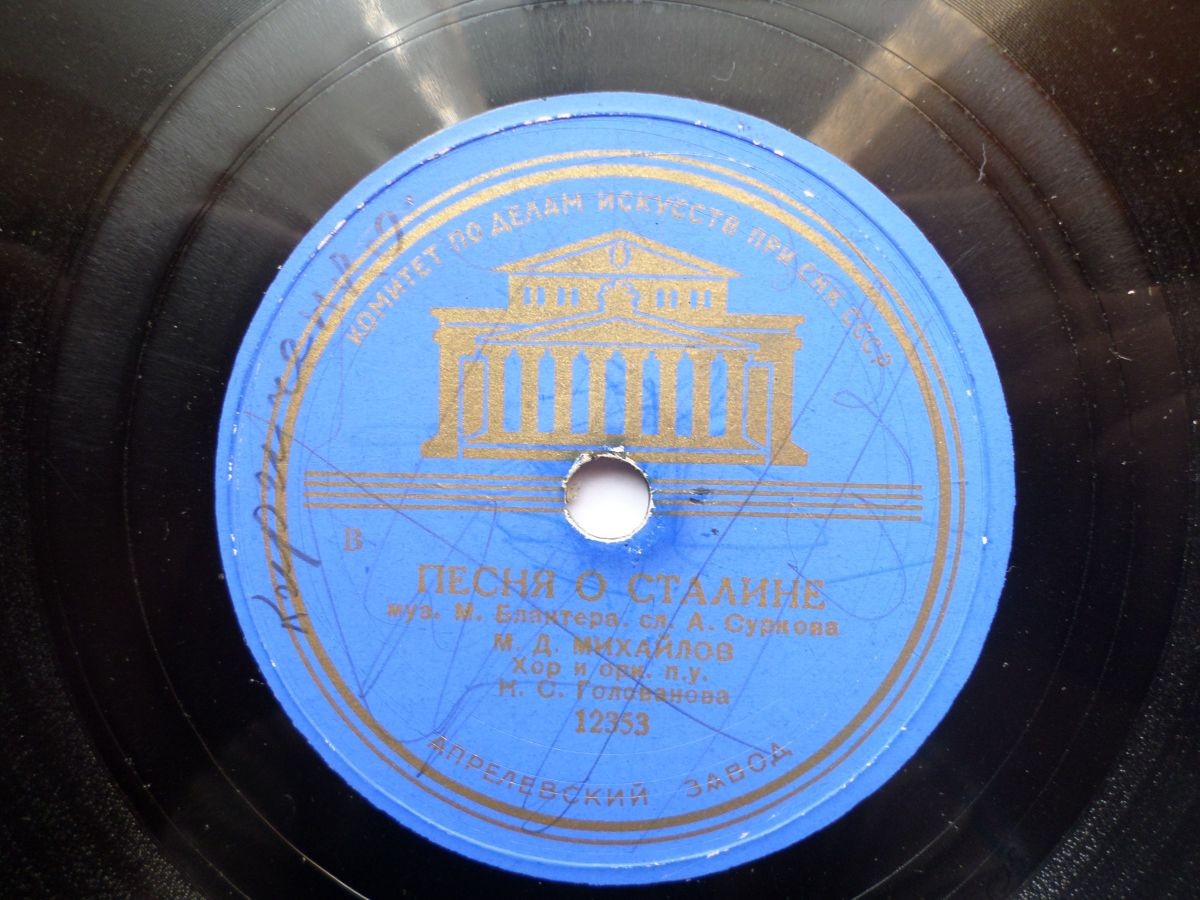 КОМИТЕТ ПО ДЕЛАМ ИСКУССТВ ПРИ СНК СССР
В
ПЕСНЯ О СТАЛИНЕ
муз. М. Блантера. сл. А. Суркова
М. Д. МИХАЙЛОВ
Хор и орк. п.у.
Н. С. Голованова
12353
АПРЕЛЕВСКИЙ ЗАВОД